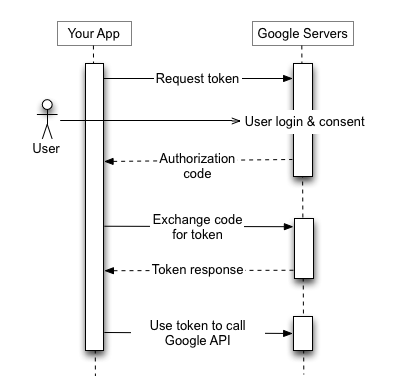 Your App
Google Servers
Request token
User login & consent
User
Authorization
code
Exchange code
for token
Token response
Use token to call
Google API